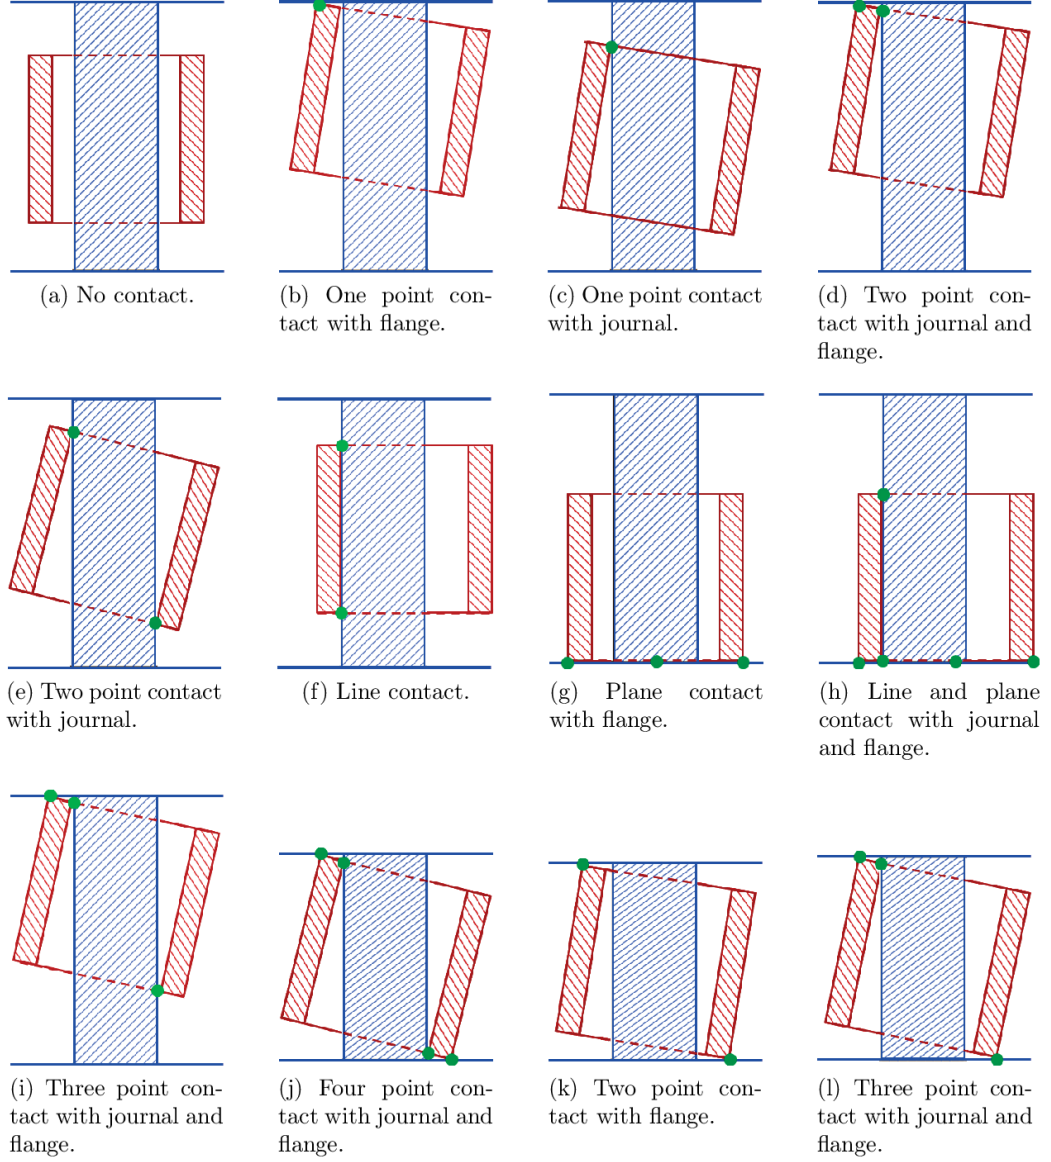 (a) No contact.
(b) One point con-
tact with flange.
(c) One point contact
with journal.
(d) Two point con-
tact with journal and
flange.
(e) Two point contact
with journal.
(f) Line contact.
(g) Plane contact
with flange.
(h) Line and plane
contact with journal
and flange.
(i) Three point con-
tact with journal and
flange.
(j) Four point con-
tact with journal and
flange.
(k) Two point con-
tact with flange.
(l) Three point con-
tact with journal and
flange.